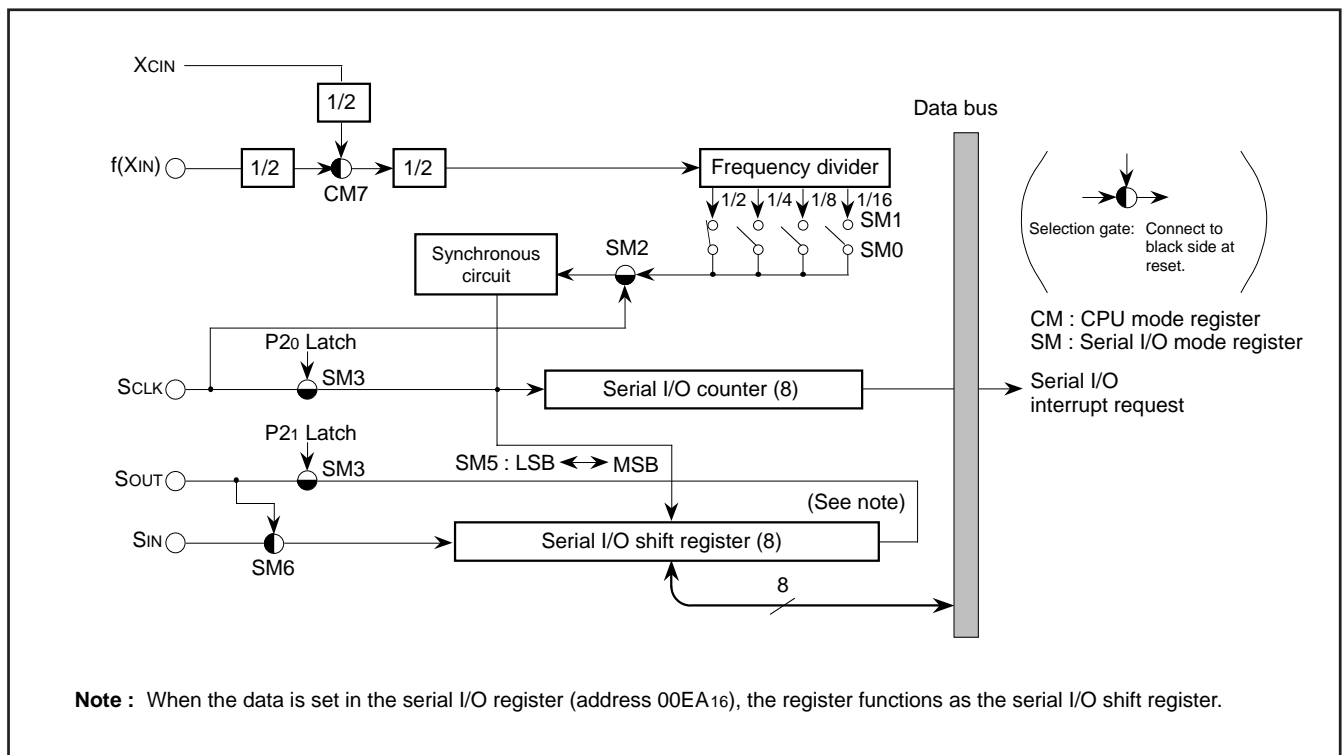 XCIN
1/2
Data bus
f(XIN)
1/2
CM7
1/2
Frequency divider
1/2
1/4
1/8
1/16
SM1
SM0
Selection gate: Connect to
black side at
reset.
Synchronous
circuit
SM2
CM : CPU mode register
SM : Serial I/O mode register
P20 Latch
SCLK
SM3
Serial I/O counter (8)
Serial I/O
interrupt request
P21 Latch
SOUT
SM3
SM5 : LSB
MSB
(See note)
SIN
SM6
Serial I/O shift register (8)
8
Note : When the data is set in the serial I/O register (address 00EA16), the register functions as the serial I/O shift register.